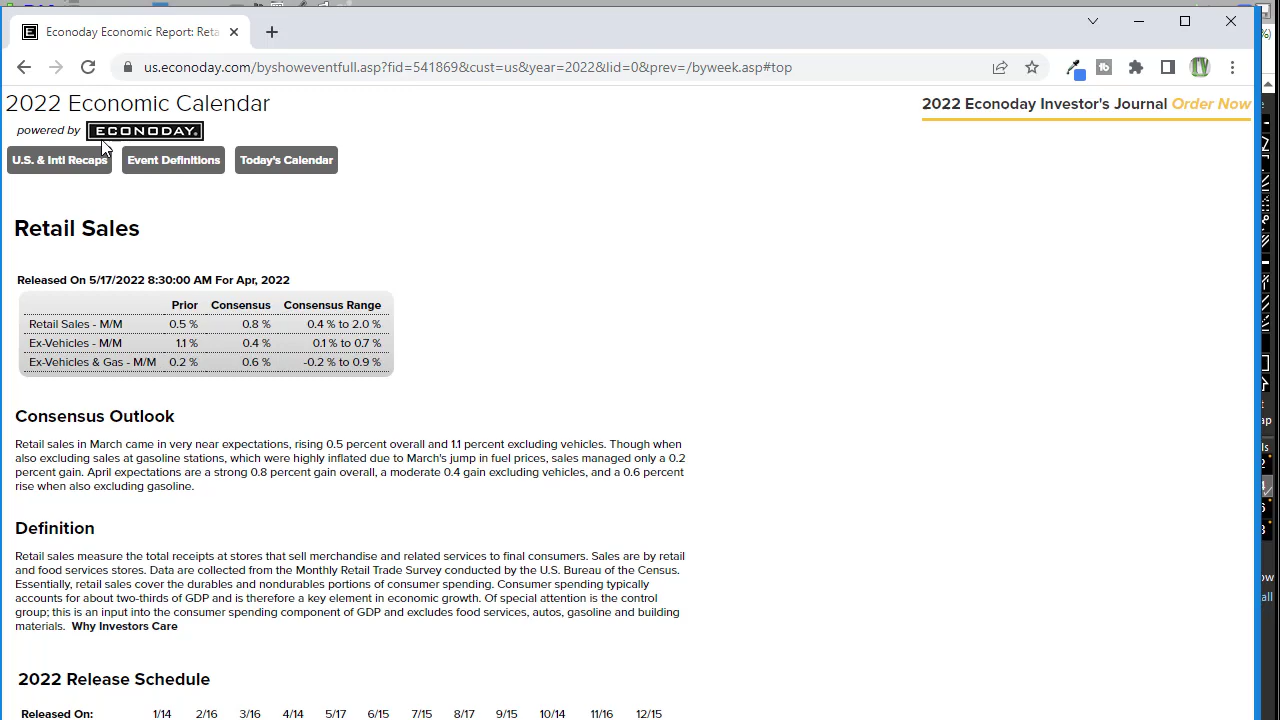 Econoday Economic Report: Reta
us.econoday.com/byshoweventfull.asp?fid=541869&cust=us&year=2022&lid=0&prev=/byweek.asp#top
2022 Economic Calendar
2022 Econoday Investor's Journal Order Now
powered by ECONODAY
U.S. & Intl Recaps Event Definitions Today's Calendar
Retail Sales
Released On 5/17/2022 8:30:00 AM For Apr, 2022
Prior Consensus Consensus Range
Retail Sales - M/M 0.5 % 0.8 % 0.4 % to 2.0 %
Ex-Vehicles - M/M 1.1 % 0.4 % 0.1 % to 0.7 %
Ex-Vehicles & Gas - M/M 0.2 % 0.6 % -0.2 % to 0.9 %
Consensus Outlook
Retail sales in March came in very near expectations, rising 0.5 percent overall and 1.1 percent excluding vehicles. Though when
also excluding sales at gasoline stations, which were highly inflated due to March's jump in fuel prices, sales managed only a 0.2
percent gain. April expectations are a strong 0.8 percent gain overall, a moderate 0.4 gain excluding vehicles, and a 0.6 percent
rise when also excluding gasoline.
Definition
Retail sales measure the total receipts at stores that sell merchandise and related services to final consumers. Sales are by retail
and food services stores. Data are collected from the Monthly Retail Trade Survey conducted by the U.S. Bureau of the Census.
Essentially, retail sales cover the durables and nondurables portions of consumer spending. Consumer spending typically
accounts for about two-thirds of GDP and is therefore a key element in economic growth. Of special attention is the control
group; this is an input into the consumer spending component of GDP and excludes food services, autos, gasoline and building
materials. Why Investors Care
2022 Release Schedule
Released On: 1/14 2/16 3/16 4/14 5/17 6/15 7/15 8/17 9/15 10/14 11/16 12/15